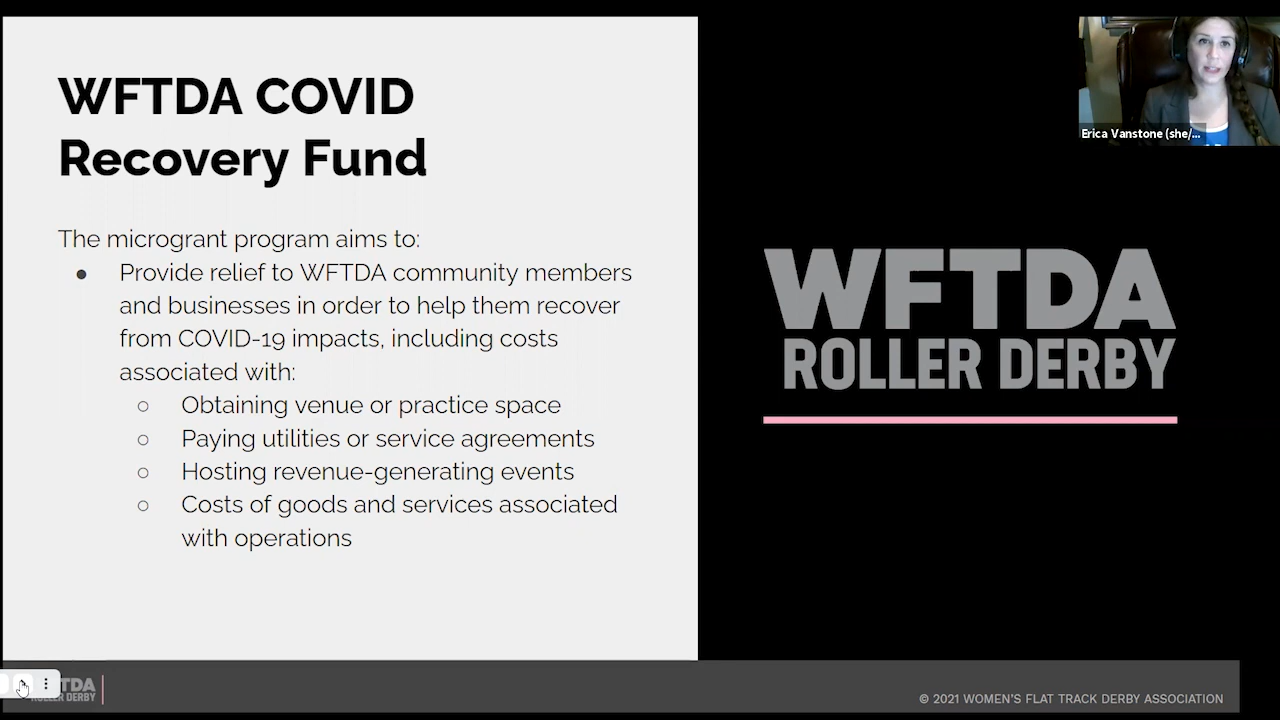 WFTDA COVID
Recovery Fund
The microgrant program aims to:
● Provide relief to WFTDA community members
and businesses in order to help them recover
from COVID-19 impacts, including costs
associated with:
○ Obtaining venue or practice space
○ Paying utilities or service agreements
○ Hosting revenue-generating events
○ Costs of goods and services associated
with operations
Erica Vanstone (she/...
WFTDA
ROLLER DERBY
TDA
ROLLER DERBY
© 2021 WOMEN'S FLAT TRACK DERBY ASSOCIATION